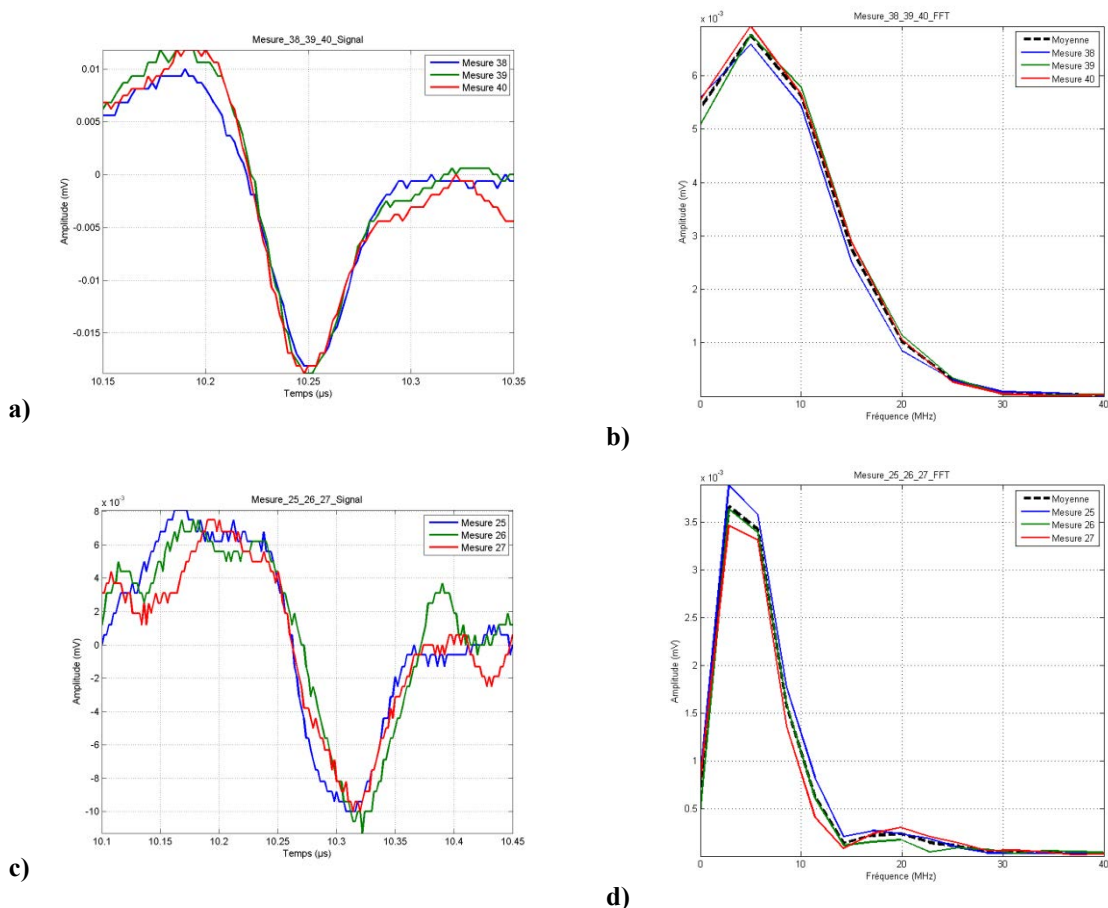 Mesure_38_39_40_Signal
Mesure 38
Mesure 39
Mesure 40
0.01
0.005
0
-0.005
-0.01
-0.015
Amplitude (mV)
10.15 10.2 10.25 10.3 10.35
Temps (µs)
a)
x 10⁻³ Mesure_38_39_40_FFT
Moyenne
Mesure 38
Mesure 39
Mesure 40
6
5
4
3
2
1
Amplitude (mV)
0 10 20 30 40
Fréquence (MHz)
b)
x 10⁻³ Mesure_25_26_27_Signal
Mesure 25
Mesure 26
Mesure 27
8
6
4
2
0
-2
-4
-6
-8
-10
Amplitude (mV)
10.1 10.15 10.2 10.25 10.3 10.35 10.4 10.45
Temps (µs)
c)
x 10⁻³ Mesure_25_26_27_FFT
Moyenne
Mesure 25
Mesure 26
Mesure 27
3.5
3
2.5
2
1.5
1
0.5
Amplitude (mV)
0 10 20 30 40
Fréquence (MHz)
d)